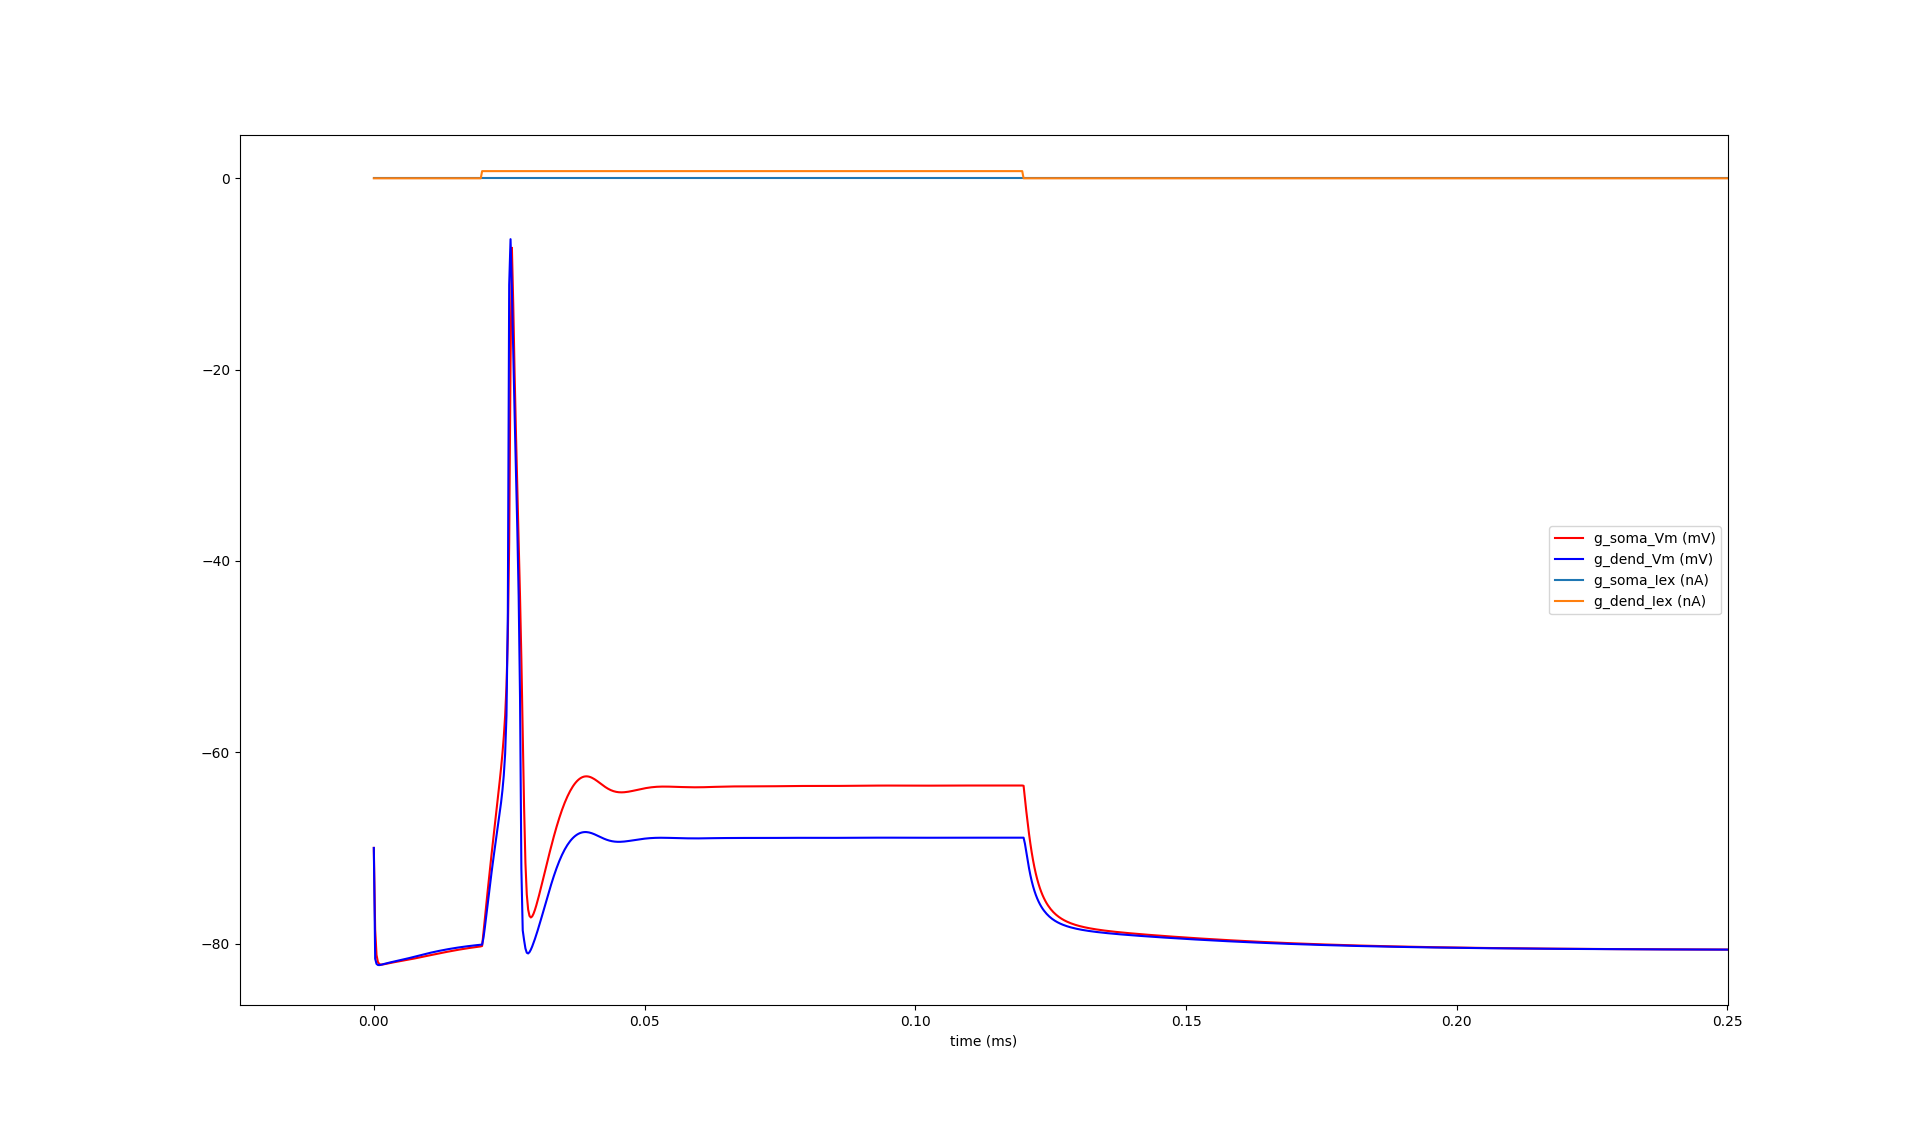 0
−20
−40
−60
−80
g_soma_Vm (mV)
g_dend_Vm (mV)
g_soma_Iex (nA)
g_dend_Iex (nA)
0.00 0.05 0.10 0.15 0.20 0.25
time (ms)